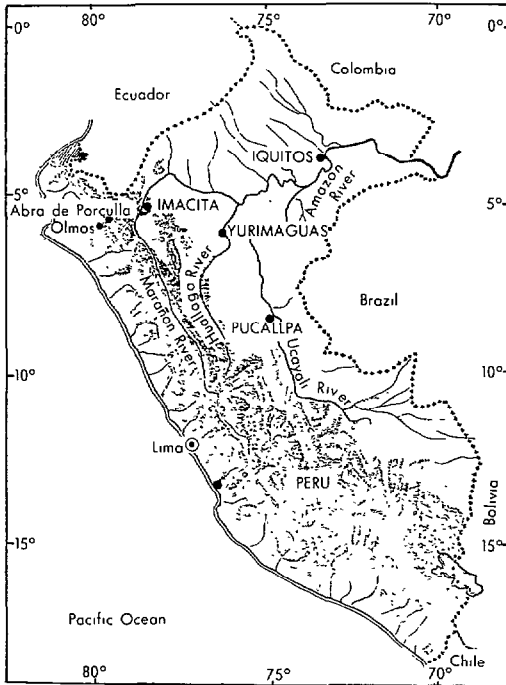 80° 75° 70°
0° 0°
Colombia
Ecuador
IQUITOS
Amazon
River
5° 5°
IMACITA
Abra de Porculla
Olmos
YURIMAGUAS
Huallaga River
Marañon River
Brazil
PUCALLPA
Ucayali River
10° 10°
Lima
PERU
Bolivia
15° 15°
Pacific Ocean
Chile
80° 75° 70°